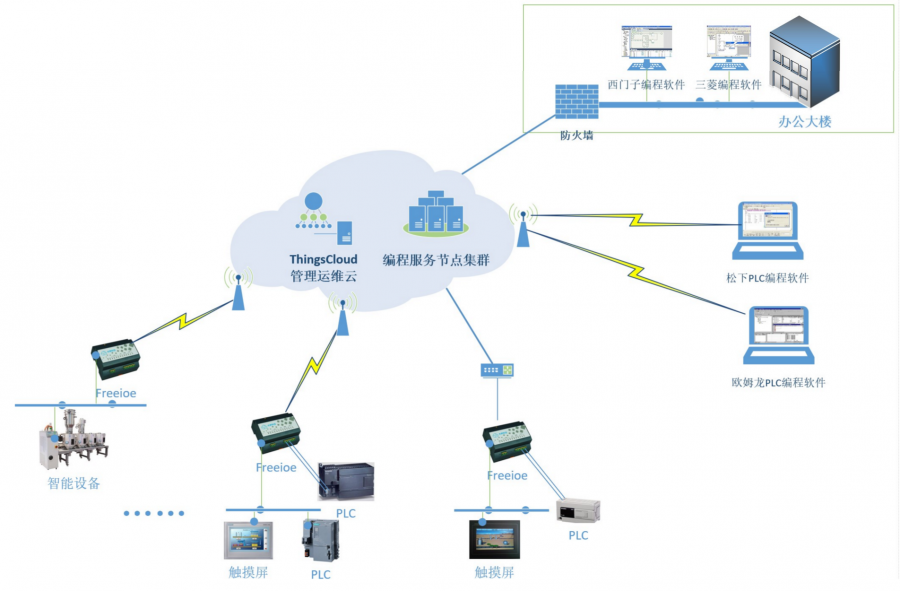 西门子编程软件
三菱编程软件
办公大楼
防火墙
ThingsCloud
管理运维云
编程服务节点集群
松下PLC编程软件
欧姆龙PLC编程软件
Freeioe
智能设备
Freeioe
PLC
触摸屏
PLC
Freeioe
PLC
触摸屏